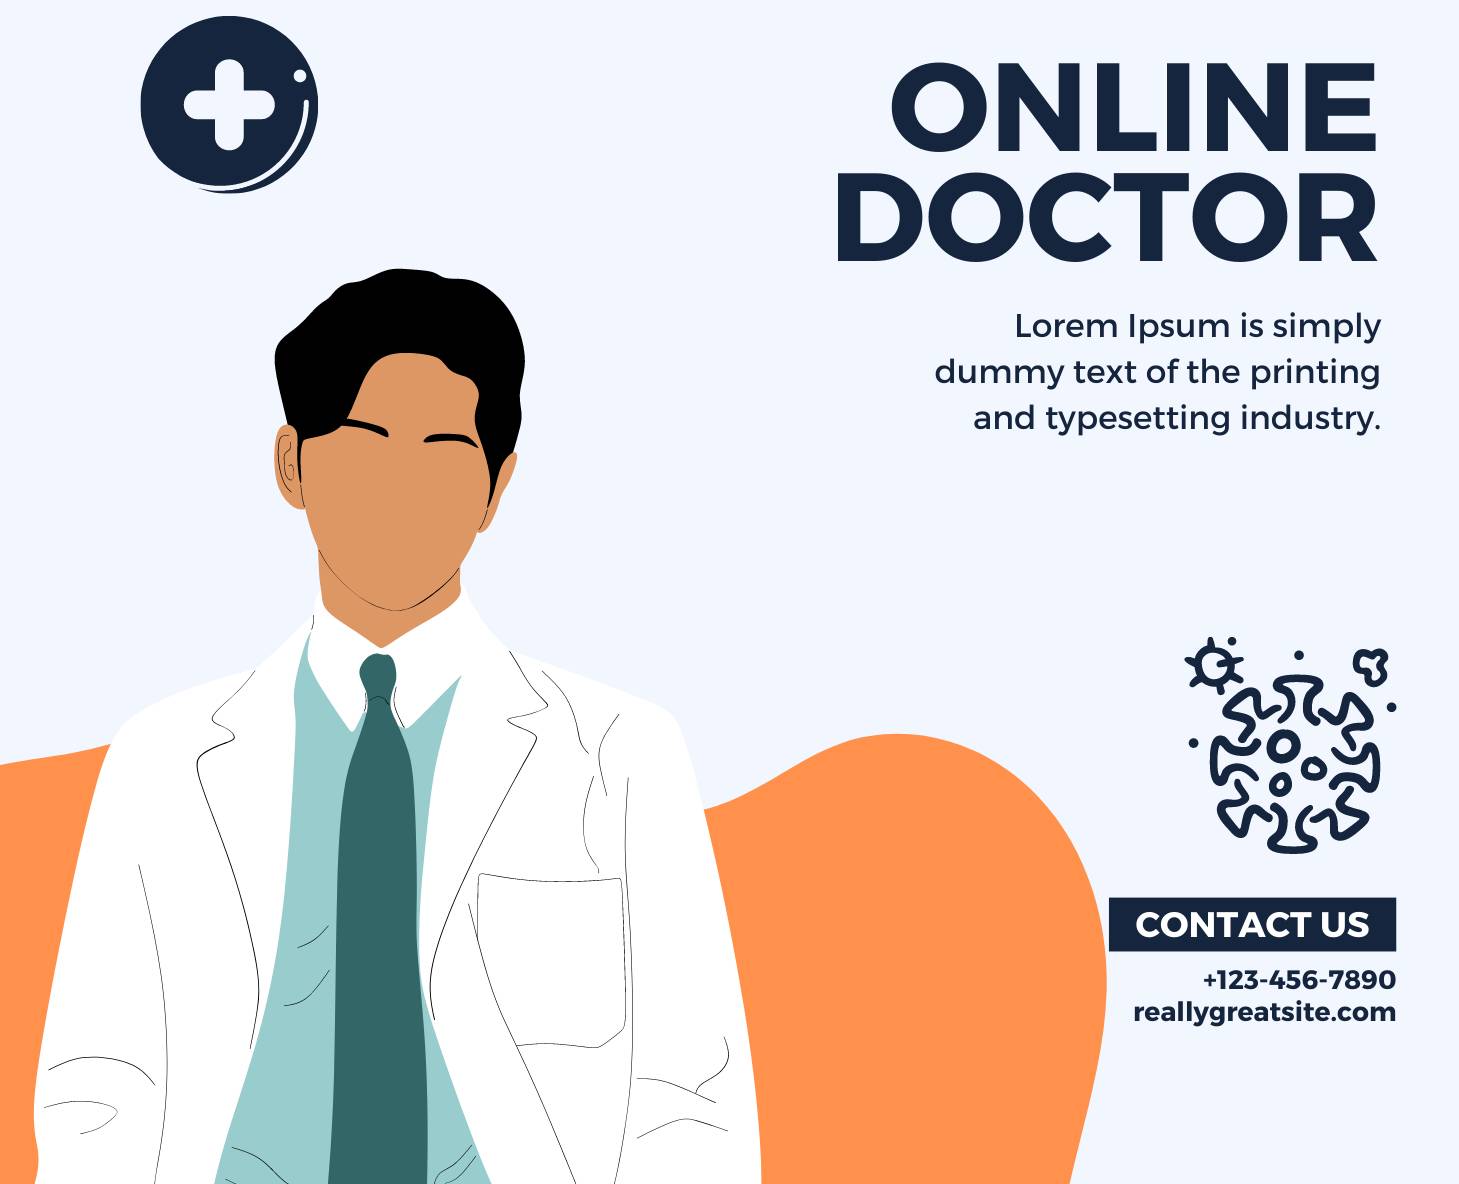 ONLINE
DOCTOR
Lorem Ipsum is simply
dummy text of the printing
and typesetting industry.
CONTACT US
+123-456-7890
reallygreatsite.com